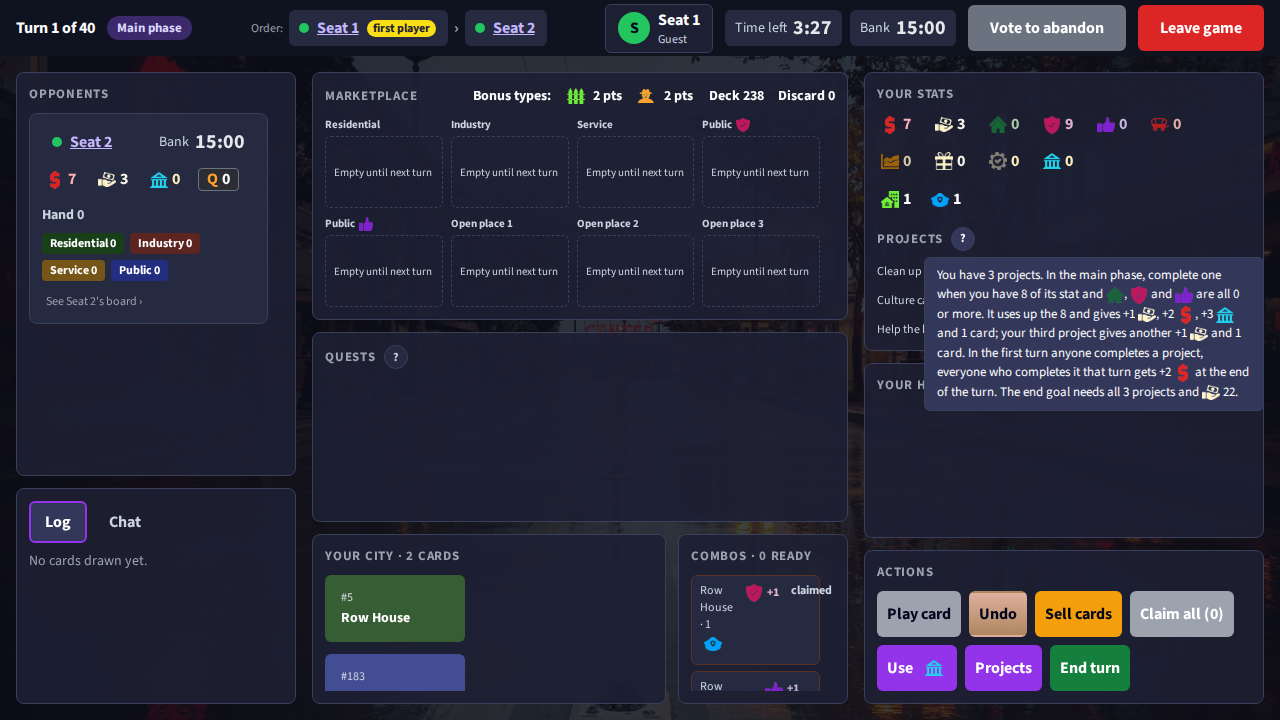 Turn 1 of 40 Main phase Order: Seat 1 first player › Seat 2 S Seat 1 Guest Time left 3:27 Bank 15:00 Vote to abandon Leave game
OPPONENTS
Seat 2 Bank 15:00
7 3 0 Q 0
Hand 0
Residential 0 Industry 0
Service 0 Public 0
See Seat 2's board ›
Log Chat
No cards drawn yet.
MARKETPLACE Bonus types: 2 pts 2 pts Deck 238 Discard 0
Residential Industry Service Public
Empty until next turn Empty until next turn Empty until next turn Empty until next turn
Public Open place 1 Open place 2 Open place 3
Empty until next turn Empty until next turn Empty until next turn Empty until next turn
QUESTS ?
YOUR CITY · 2 CARDS
#5
Row House
#183
COMBOS · 0 READY
Row House · 1 +1 claimed
Row +1
YOUR STATS
7 3 0 9 0 0
0 0 0 0
1 1
PROJECTS ?
Clean up
Culture
Help the
You have 3 projects. In the main phase, complete one
when you have 8 of its stat and , and are all 0
or more. It uses up the 8 and gives +1 , +2 , +3
and 1 card; your third project gives another +1 and 1
card. In the first turn anyone completes a project,
everyone who completes it that turn gets +2 at the end
of the turn. The end goal needs all 3 projects and 22.
YOUR
ACTIONS
Play card Undo Sell cards Claim all (0)
Use Projects End turn